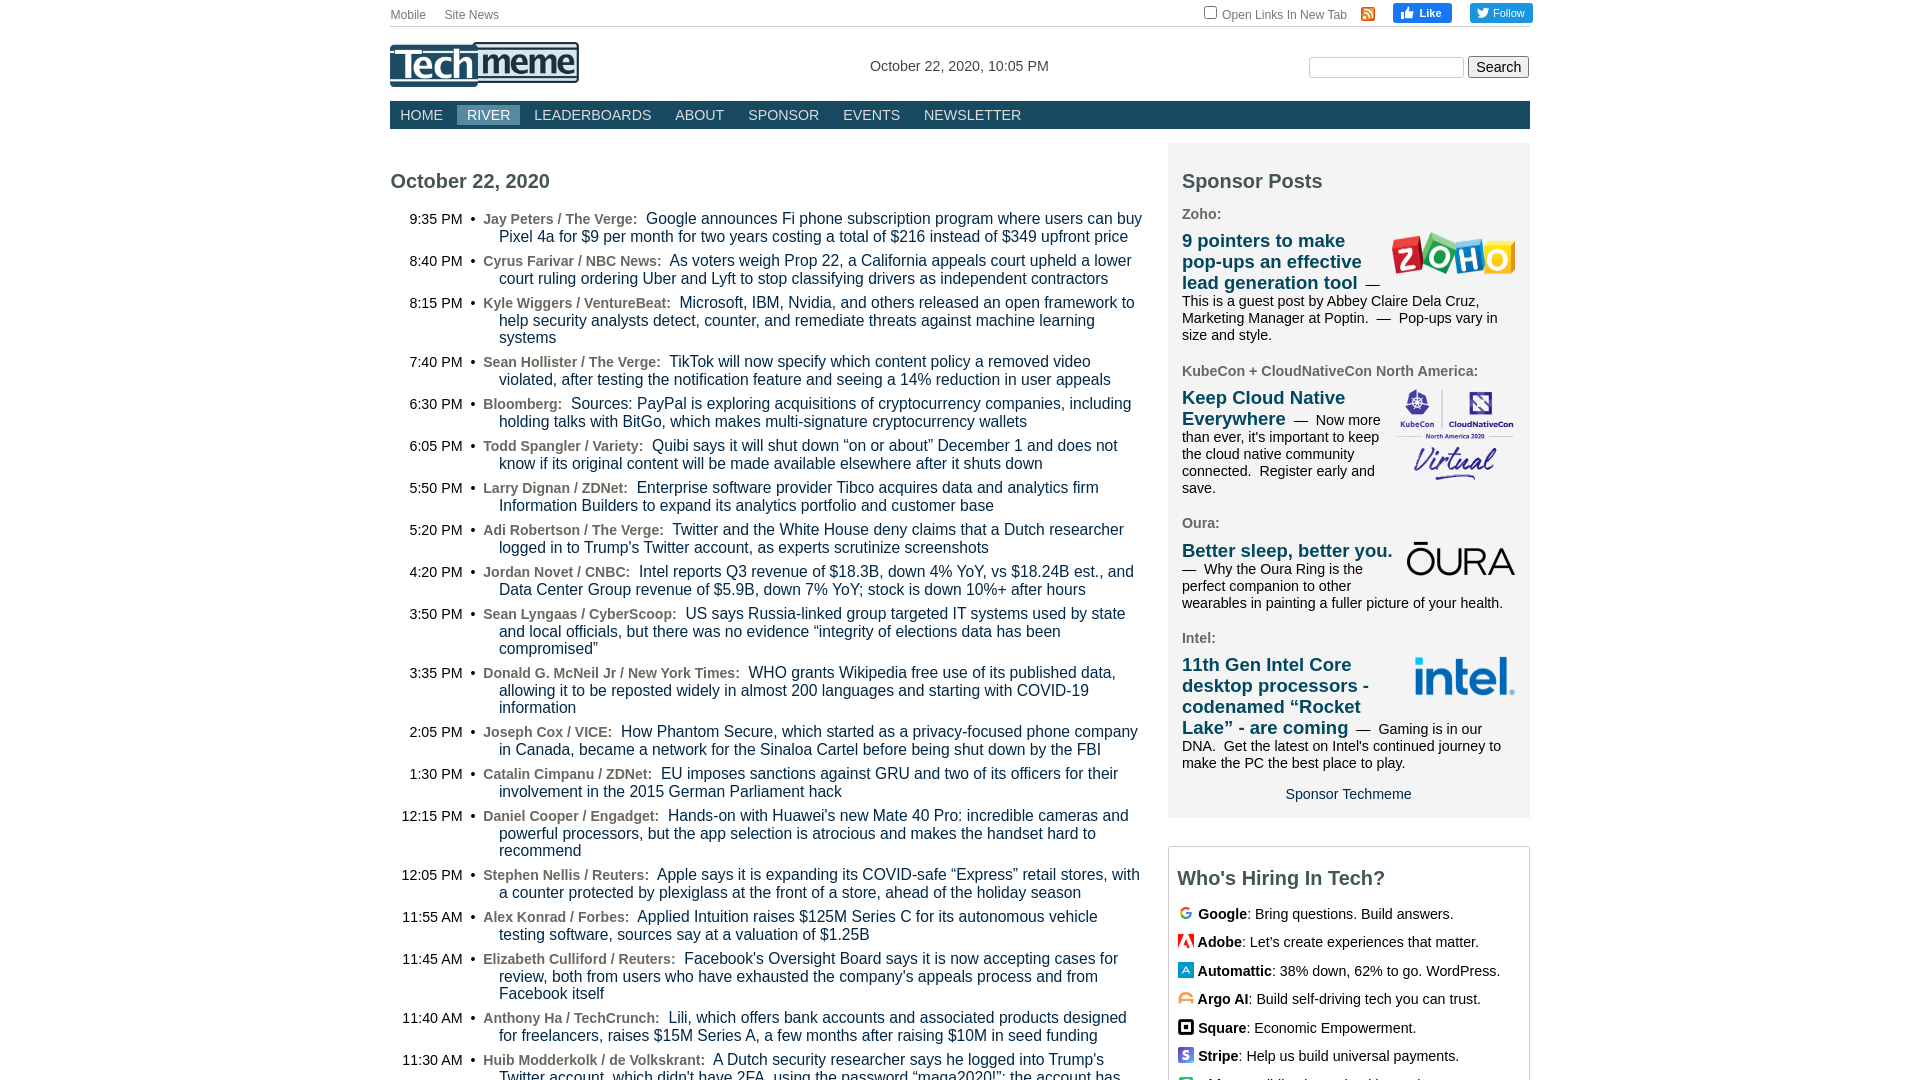 Mobile Site News Open Links In New Tab Like Follow
Techmeme October 22, 2020, 10:05 PM Search
HOME RIVER LEADERBOARDS ABOUT SPONSOR EVENTS NEWSLETTER
October 22, 2020
9:35 PM • Jay Peters / The Verge: Google announces Fi phone subscription program where users can buy
Pixel 4a for $9 per month for two years costing a total of $216 instead of $349 upfront price
8:40 PM • Cyrus Farivar / NBC News: As voters weigh Prop 22, a California appeals court upheld a lower
court ruling ordering Uber and Lyft to stop classifying drivers as independent contractors
8:15 PM • Kyle Wiggers / VentureBeat: Microsoft, IBM, Nvidia, and others released an open framework to
help security analysts detect, counter, and remediate threats against machine learning
systems
7:40 PM • Sean Hollister / The Verge: TikTok will now specify which content policy a removed video
violated, after testing the notification feature and seeing a 14% reduction in user appeals
6:30 PM • Bloomberg: Sources: PayPal is exploring acquisitions of cryptocurrency companies, including
holding talks with BitGo, which makes multi-signature cryptocurrency wallets
6:05 PM • Todd Spangler / Variety: Quibi says it will shut down “on or about” December 1 and does not
know if its original content will be made available elsewhere after it shuts down
5:50 PM • Larry Dignan / ZDNet: Enterprise software provider Tibco acquires data and analytics firm
Information Builders to expand its analytics portfolio and customer base
5:20 PM • Adi Robertson / The Verge: Twitter and the White House deny claims that a Dutch researcher
logged in to Trump's Twitter account, as experts scrutinize screenshots
4:20 PM • Jordan Novet / CNBC: Intel reports Q3 revenue of $18.3B, down 4% YoY, vs $18.24B est., and
Data Center Group revenue of $5.9B, down 7% YoY; stock is down 10%+ after hours
3:50 PM • Sean Lyngaas / CyberScoop: US says Russia-linked group targeted IT systems used by state
and local officials, but there was no evidence “integrity of elections data has been
compromised”
3:35 PM • Donald G. McNeil Jr / New York Times: WHO grants Wikipedia free use of its published data,
allowing it to be reposted widely in almost 200 languages and starting with COVID-19
information
2:05 PM • Joseph Cox / VICE: How Phantom Secure, which started as a privacy-focused phone company
in Canada, became a network for the Sinaloa Cartel before being shut down by the FBI
1:30 PM • Catalin Cimpanu / ZDNet: EU imposes sanctions against GRU and two of its officers for their
involvement in the 2015 German Parliament hack
12:15 PM • Daniel Cooper / Engadget: Hands-on with Huawei's new Mate 40 Pro: incredible cameras and
powerful processors, but the app selection is atrocious and makes the handset hard to
recommend
12:05 PM • Stephen Nellis / Reuters: Apple says it is expanding its COVID-safe “Express” retail stores, with
a counter protected by plexiglass at the front of a store, ahead of the holiday season
11:55 AM • Alex Konrad / Forbes: Applied Intuition raises $125M Series C for its autonomous vehicle
testing software, sources say at a valuation of $1.25B
11:45 AM • Elizabeth Culliford / Reuters: Facebook's Oversight Board says it is now accepting cases for
review, both from users who have exhausted the company's appeals process and from
Facebook itself
11:40 AM • Anthony Ha / TechCrunch: Lili, which offers bank accounts and associated products designed
for freelancers, raises $15M Series A, a few months after raising $10M in seed funding
11:30 AM • Huib Modderkolk / de Volkskrant: A Dutch security researcher says he logged into Trump's
Twitter account, which didn't have 2FA, using the password “maga2020!”; the account has
Sponsor Posts
Zoho:
9 pointers to make
pop-ups an effective
lead generation tool —
ZOHO
This is a guest post by Abbey Claire Dela Cruz,
Marketing Manager at Poptin. — Pop-ups vary in
size and style.
KubeCon + CloudNativeCon North America:
Keep Cloud Native
Everywhere — Now more
than ever, it's important to keep
the cloud native community
connected. Register early and
save.
KubeCon CloudNativeCon
North America 2020
Virtual
Oura:
Better sleep, better you.
— Why the Oura Ring is the
perfect companion to other
wearables in painting a fuller picture of your health.
ŌURA
Intel:
11th Gen Intel Core
desktop processors -
codenamed “Rocket
Lake” - are coming — Gaming is in our
DNA. Get the latest on Intel's continued journey to
make the PC the best place to play.
intel®
Sponsor Techmeme
Who's Hiring In Tech?
Google: Bring questions. Build answers.
Adobe: Let’s create experiences that matter.
Automattic: 38% down, 62% to go. WordPress.
Argo AI: Build self-driving tech you can trust.
Square: Economic Empowerment.
Stripe: Help us build universal payments.